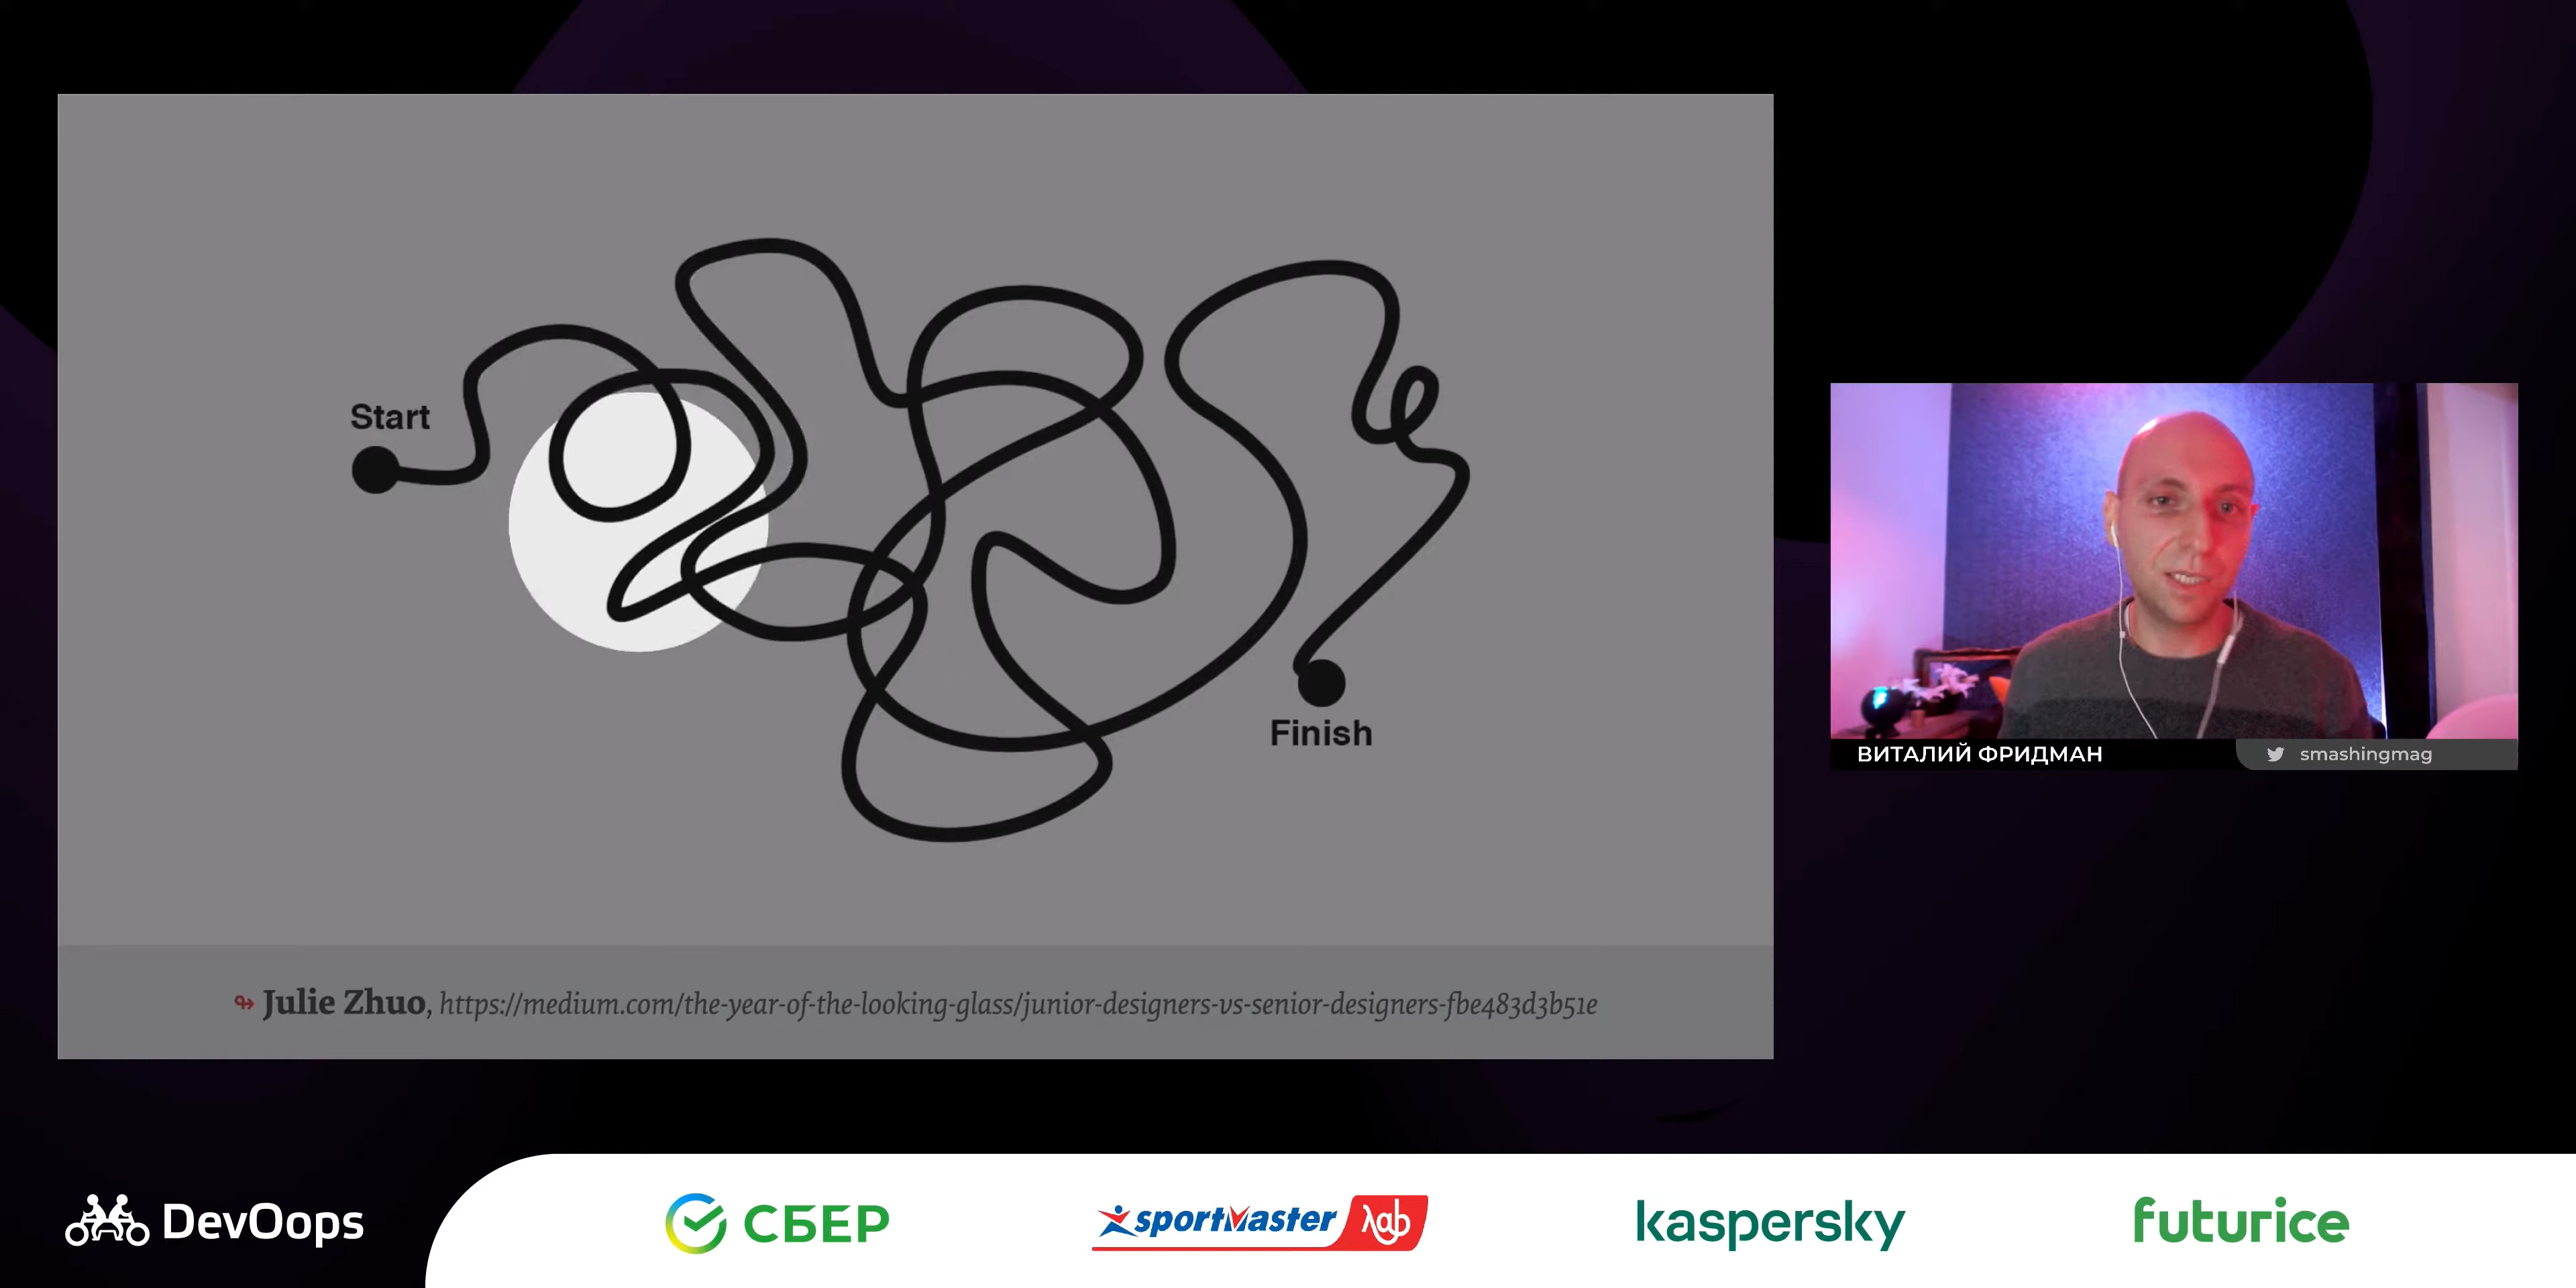 Start
Finish
Julie Zhuo, https://medium.com/the-year-of-the-looking-glass/junior-designers-vs-senior-designers-fbe483d3b51e
ВИТАЛИЙ ФРИДМАН
smashingmag
DevOops
СБЕР
sportmaster λab
kaspersky
futurice